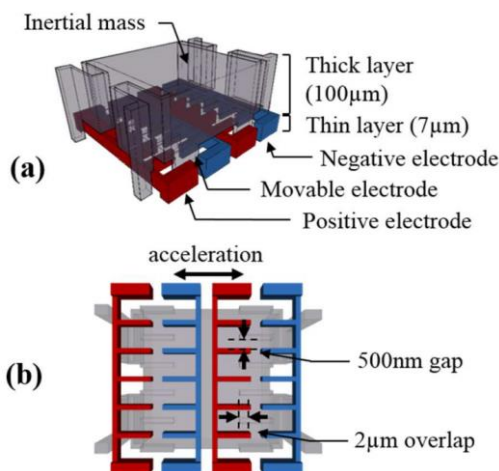 Inertial mass
Thick layer
(100µm)
Thin layer (7µm)
Negative electrode
Movable electrode
Positive electrode
(a)
acceleration
500nm gap
(b)
2µm overlap